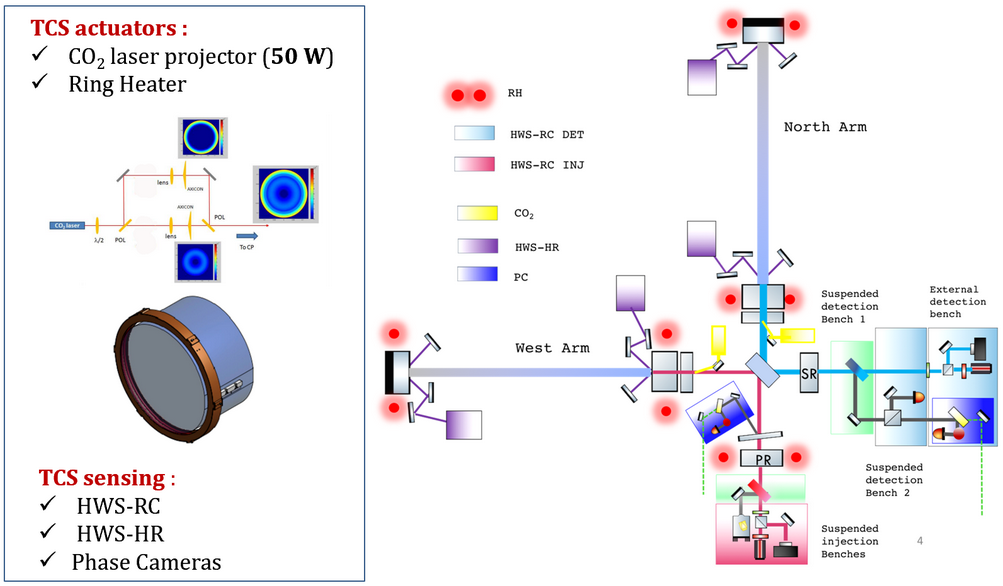 TCS actuators :
✓ CO₂ laser projector (50 W)
✓ Ring Heater
lens
AXICON
AXICON
POL
CO₂ laser
λ/2
POL
lens
To CP
TCS sensing :
✓ HWS-RC
✓ HWS-HR
✓ Phase Cameras
RH
HWS-RC DET
HWS-RC INJ
CO₂
HWS-HR
PC
North Arm
West Arm
Suspended
detection
Bench 1
External
detection
bench
SR
PR
Suspended
detection
Bench 2
Suspended
injection
Benches
4